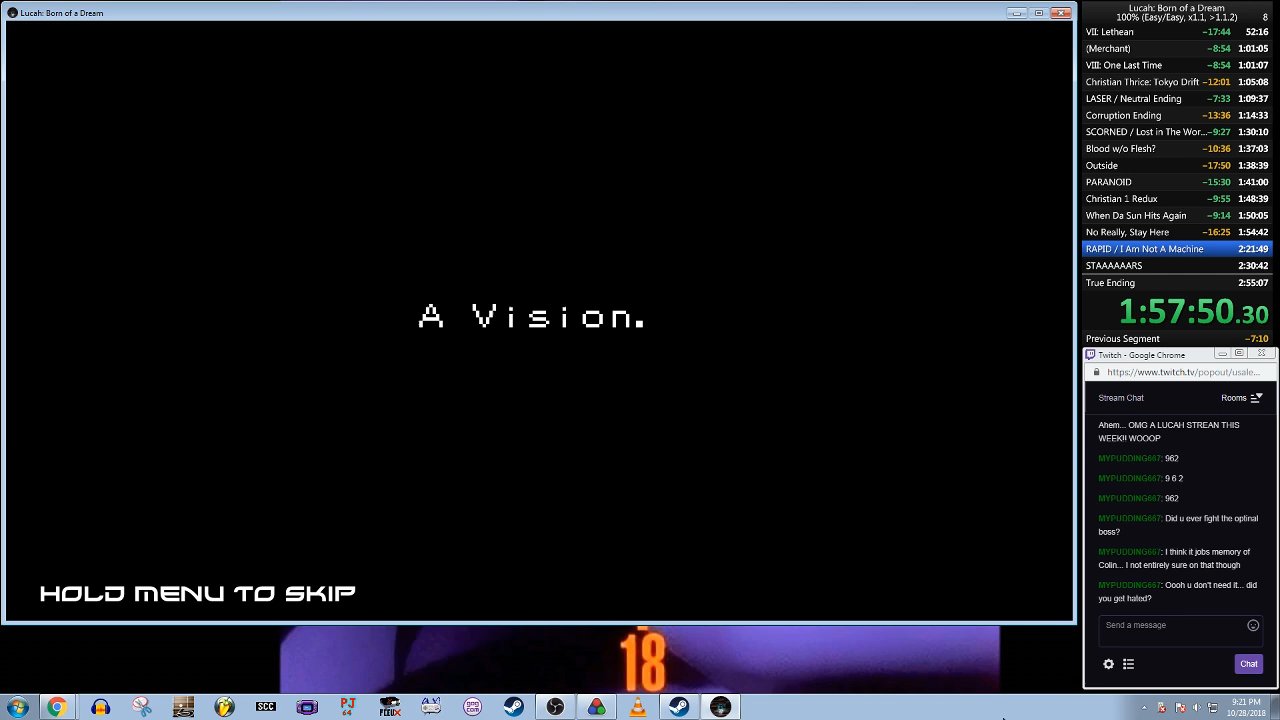 Lucah: Born of a Dream
A Vision.
HOLD MENU TO SKIP
18
Lucah: Born of a Dream
100% (Easy/Easy, x1.1, >1.1.2) 8
VII: Lethean −17:44 52:16
(Merchant) −8:54 1:01:05
VIII: One Last Time −8:54 1:01:07
Christian Thrice: Tokyo Drift −12:01 1:05:08
LASER / Neutral Ending −7:33 1:09:37
Corruption Ending −13:36 1:14:33
SCORNED / Lost in The Wor... −9:27 1:30:10
Blood w/o Flesh? −10:36 1:37:03
Outside −17:50 1:38:39
PARANOID −15:30 1:41:00
Christian 1 Redux −9:55 1:48:39
When Da Sun Hits Again −9:14 1:50:05
No Really, Stay Here −16:25 1:54:42
RAPID / I Am Not A Machine 2:21:49
STAAAAAARS 2:30:42
True Ending 2:55:07
1:57:50.30
Previous Segment −7:10
Twitch - Google Chrome
https://www.twitch.tv/popout/usale...
Stream Chat Rooms
Ahem... OMG A LUCAH STREAN THIS
WEEK!! WOOOP
MYPUDDING667: 962
MYPUDDING667: 9 6 2
MYPUDDING667: 962
MYPUDDING667: Did u ever fight the optinal
boss?
MYPUDDING667: I think it jobs memory of
Colin... I not entirely sure on that though
MYPUDDING667: Oooh u don't need it... did
you get hated?
Send a message
Chat
SCC
PJ
64
gog
com
9:21 PM
10/28/2018